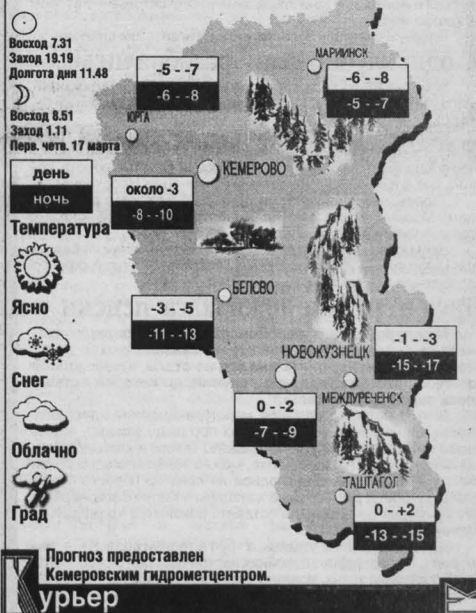 Восход 7.31
Заход 19.19
Долгота дня 11.48
Восход 8.51
Заход 1.11
Перв. четв. 17 марта
день
ночь
Температура
Ясно
Снег
Облачно
Град
-5 - -7
-6 - -8
ЮРГА
МАРИИНСК
-6 - -8
-5 - -7
КЕМЕРОВО
около -3
-8 - -10
БЕЛОВО
-3 - -5
-11 - -13
НОВОКУЗНЕЦК
0 - -2
-7 - -9
-1 - -3
-15 - -17
МЕЖДУРЕЧЕНСК
ТАШТАГОЛ
0 - +2
-13 - -15
Прогноз предоставлен
Кемеровским гидрометцентром.
Курьер